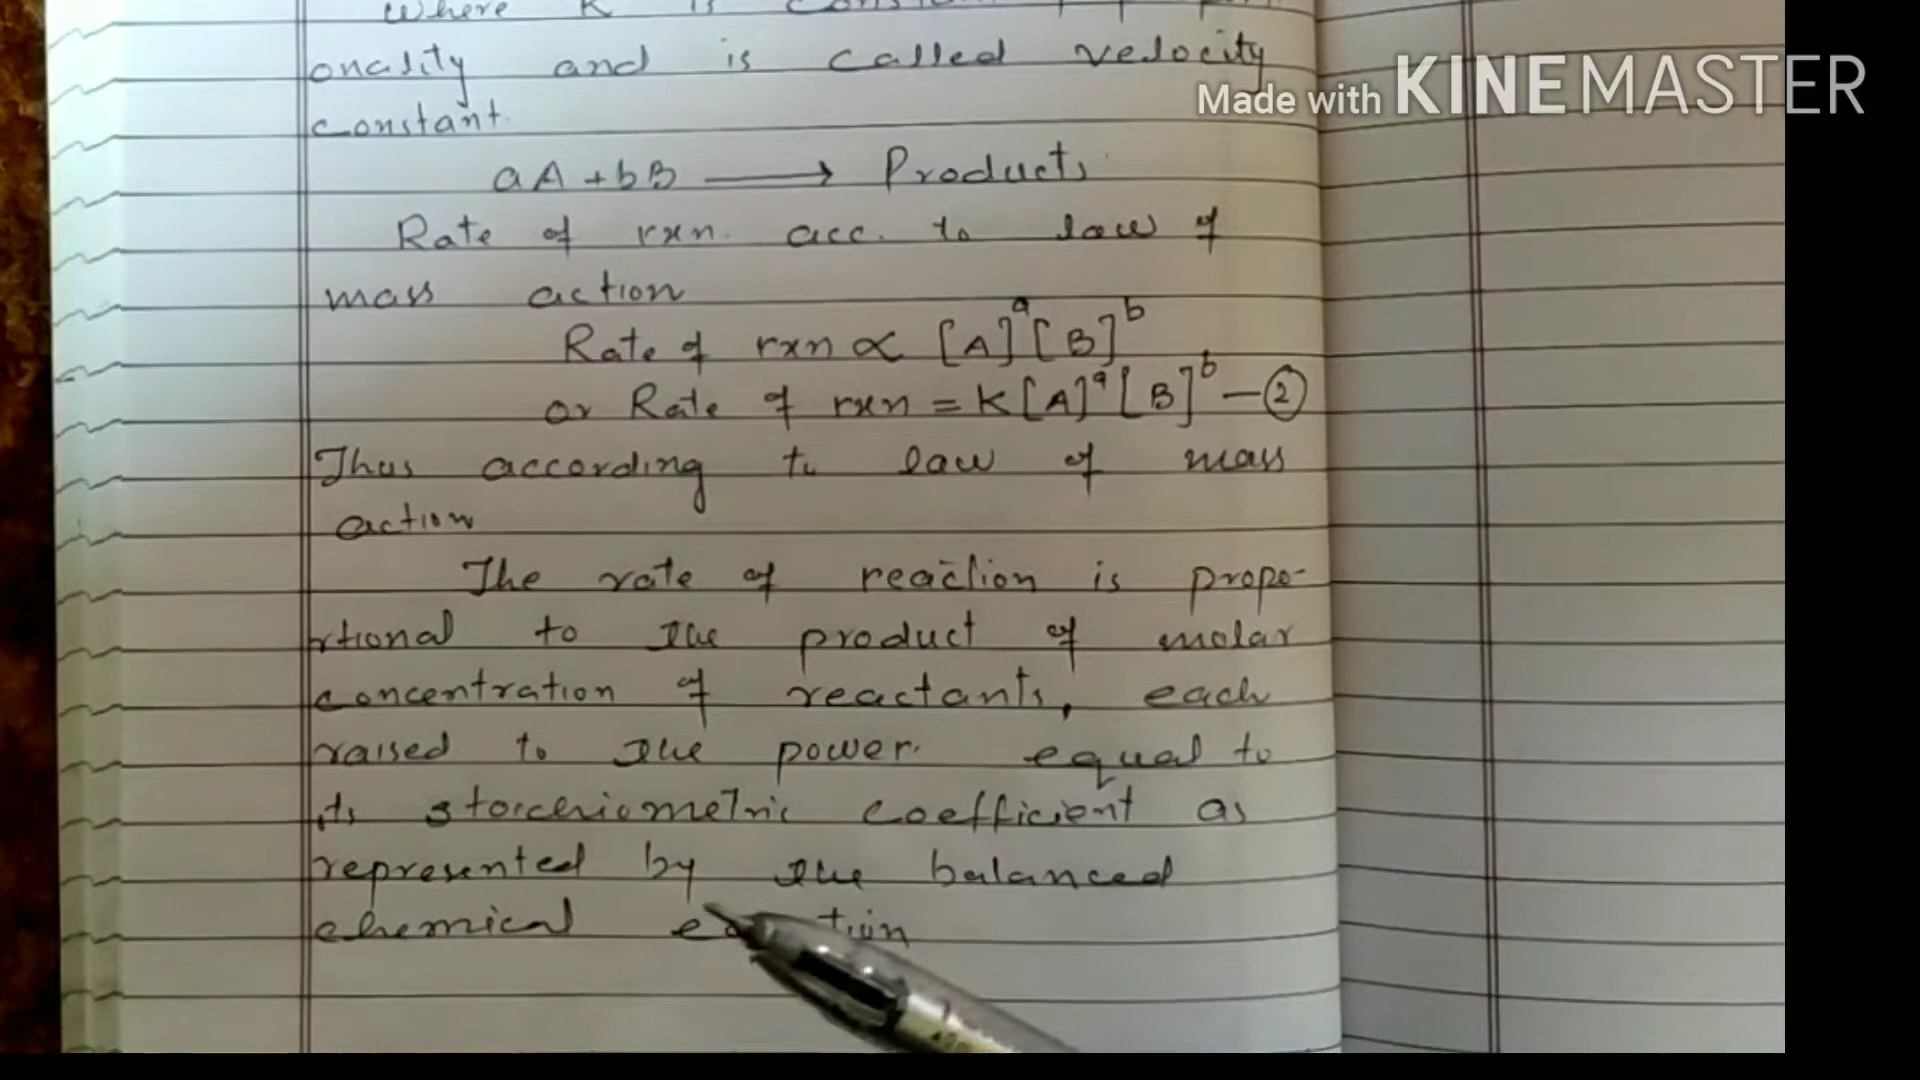 where K is
onality and is called velocity
Made with KINEMASTER
constant.
aA + bB ⟶ Products
Rate of rxn. acc. to law of
mass action
Rate of rxn ∝ [A]^a [B]^b
or Rate of rxn = K[A]^a [B]^b — ②
Thus according to law of mass
action
The rate of reaction is propo-
rtional to the product of molar
concentration of reactants, each
raised to the power. equal to
its stoichiometric coefficient as
represented by the balanced
chemical